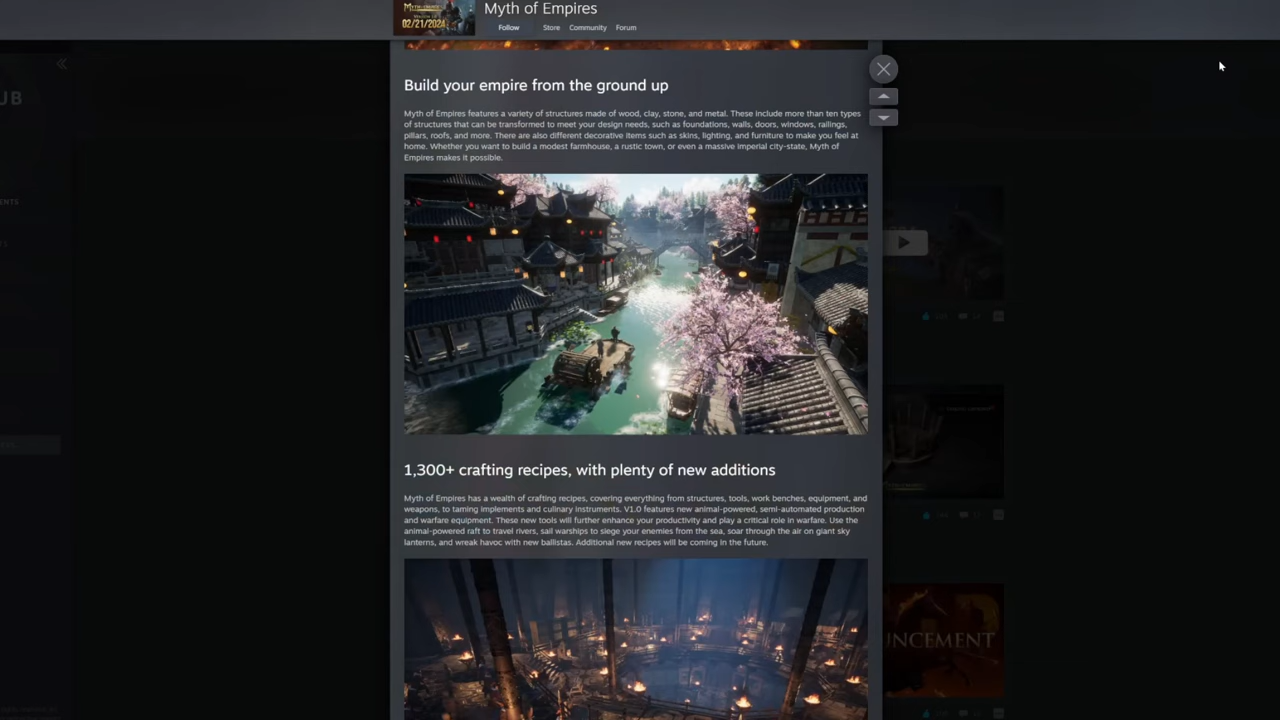 Myth of Empires
02/21/2024
Follow
Store
Community
Forum
UB
Build your empire from the ground up
Myth of Empires features a variety of structures made of wood, clay, stone, and metal. These include more than ten types
of structures that can be transformed to meet your design needs, such as foundations, walls, doors, windows, railings,
pillars, roofs, and more. There are also different decorative items such as skins, lighting, and furniture to make you feel at
home. Whether you want to build a modest farmhouse, a rustic town, or even a massive imperial city-state, Myth of
Empires makes it possible.
ENTS
1,300+ crafting recipes, with plenty of new additions
Myth of Empires has a wealth of crafting recipes, covering everything from structures, tools, work benches, equipment, and
weapons, to taming implements and culinary instruments. V1.0 features new animal-powered, semi-automated production
and warfare equipment. These new tools will further enhance your productivity and play a critical role in warfare. Use the
animal-powered raft to travel rivers, sail warships to siege your enemies from the sea, soar through the air on giant sky
lanterns, and wreak havoc with new ballistas. Additional new recipes will be coming in the future.
UNCEMENT